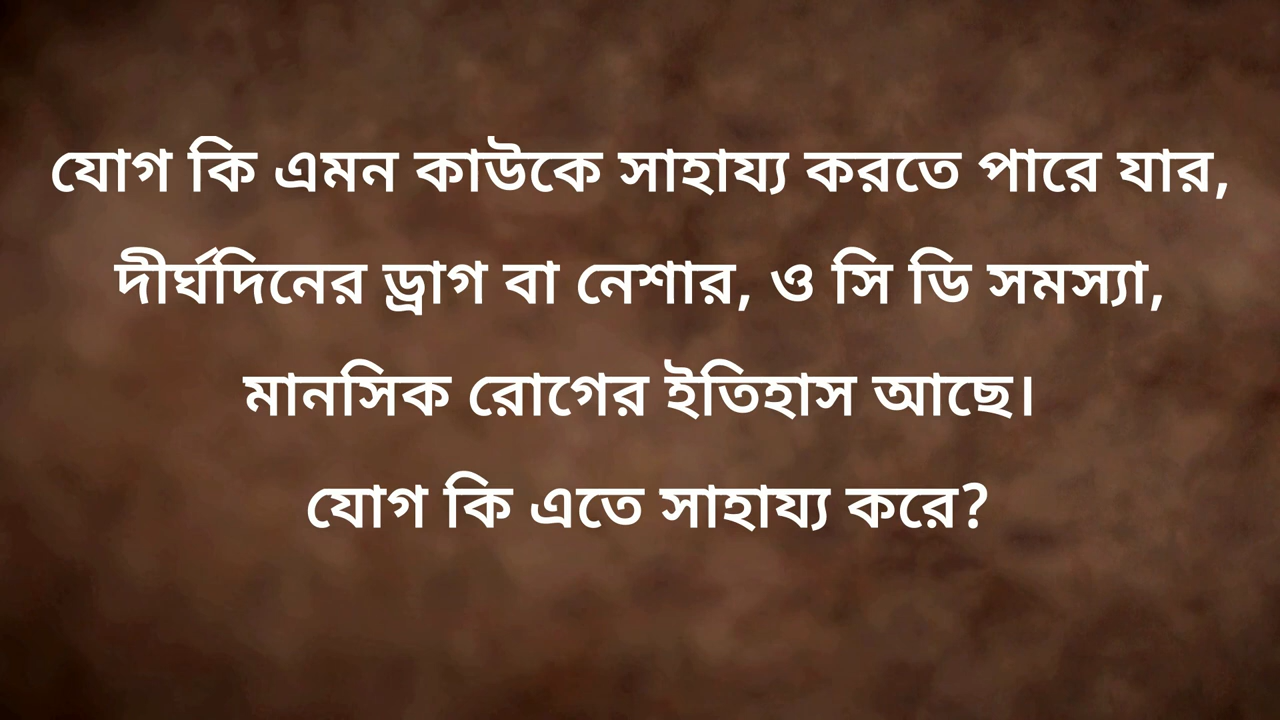 যোগ কি এমন কাউকে সাহায্য করতে পারে যার,
দীর্ঘদিনের ড্রাগ বা নেশার, ও সি ডি সমস্যা,
মানসিক রোগের ইতিহাস আছে।
যোগ কি এতে সাহায্য করে?